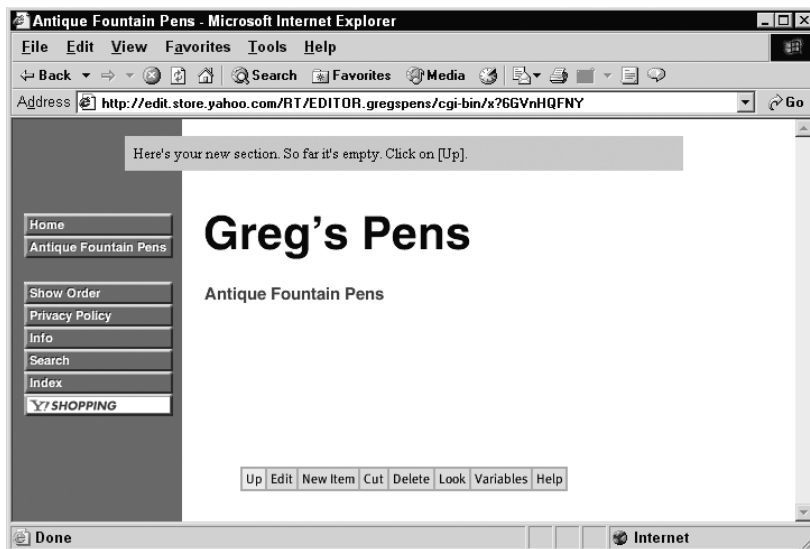 Antique Fountain Pens - Microsoft Internet Explorer
File Edit View Favorites Tools Help
Back Search Favorites Media
Address http://edit.store.yahoo.com/RT/EDITOR.gregspens/cgi-bin/x?6GVnHQFNY Go
Here's your new section. So far it's empty. Click on [Up].
Home
Antique Fountain Pens
Greg’s Pens
Antique Fountain Pens
Show Order
Privacy Policy
Info
Search
Index
Y! SHOPPING
Up Edit New Item Cut Delete Look Variables Help
Done Internet